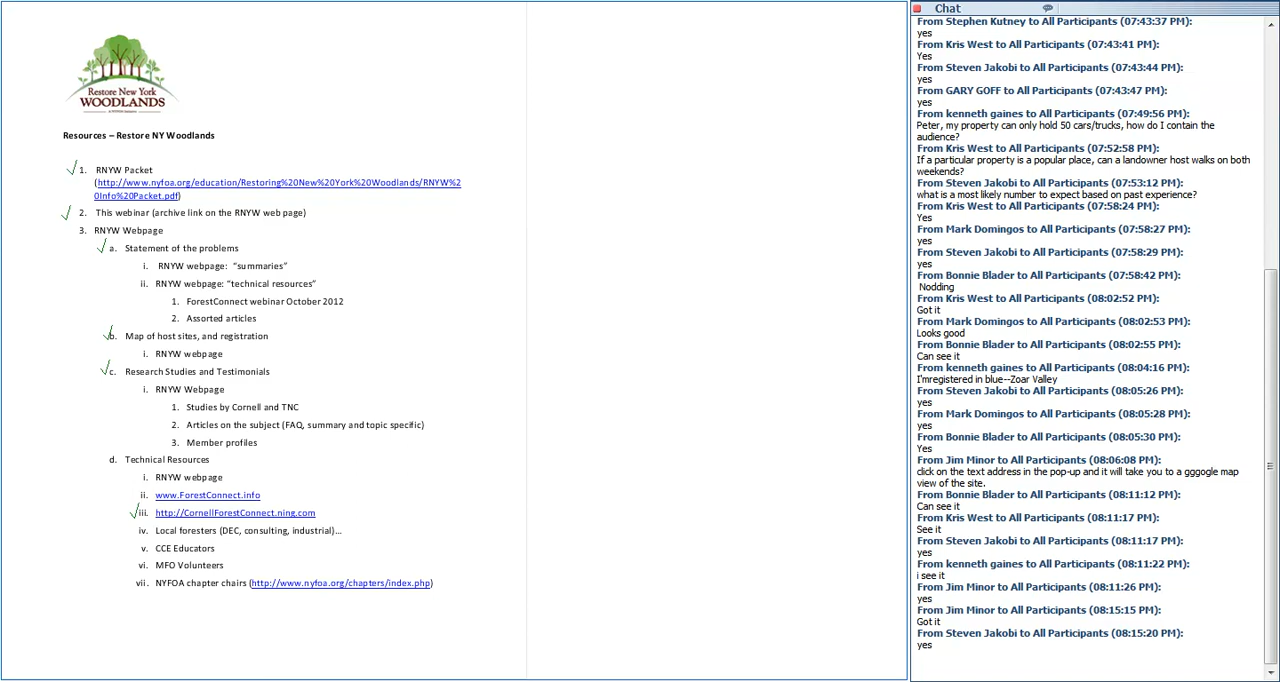 Restore New York
WOODLANDS
Resources – Restore NY Woodlands
1. RNYW Packet
(http://www.nyfoa.org/education/Restoring%20New%20York%20Woodlands/RNYW%2
0Info%20Packet.pdf)
2. This webinar (archive link on the RNYW web page)
3. RNYW Webpage
a. Statement of the problems
i. RNYW webpage: “summaries”
ii. RNYW webpage: “technical resources”
1. ForestConnect webinar October 2012
2. Assorted articles
b. Map of host sites, and registration
i. RNYW webpage
c. Research Studies and Testimonials
i. RNYW Webpage
1. Studies by Cornell and TNC
2. Articles on the subject (FAQ, summary and topic specific)
3. Member profiles
d. Technical Resources
i. RNYW webpage
ii. www.ForestConnect.info
iii. http://CornellForestConnect.ning.com
iv. Local foresters (DEC, consulting, industrial)…
v. CCE Educators
vi. MFO Volunteers
vii. NYFOA chapter chairs (http://www.nyfoa.org/chapters/index.php)
Chat
From Stephen Kutney to All Participants (07:43:37 PM):
yes
From Kris West to All Participants (07:43:41 PM):
Yes
From Steven Jakobi to All Participants (07:43:44 PM):
yes
From GARY GOFF to All Participants (07:43:47 PM):
yes
From kenneth gaines to All Participants (07:49:56 PM):
Peter, my property can only hold 50 cars/trucks, how do I contain the
audience?
From Kris West to All Participants (07:52:58 PM):
If a particular property is a popular place, can a landowner host walks on both
weekends?
From Steven Jakobi to All Participants (07:53:12 PM):
what is a most likely number to expect based on past experience?
From Kris West to All Participants (07:58:24 PM):
Yes
From Mark Domingos to All Participants (07:58:27 PM):
yes
From Steven Jakobi to All Participants (07:58:29 PM):
yes
From Bonnie Blader to All Participants (07:58:42 PM):
Nodding
From Kris West to All Participants (08:02:52 PM):
Got it
From Mark Domingos to All Participants (08:02:53 PM):
Looks good
From Bonnie Blader to All Participants (08:02:55 PM):
Can see it
From kenneth gaines to All Participants (08:04:16 PM):
I'mregistered in blue--Zoar Valley
From Steven Jakobi to All Participants (08:05:26 PM):
yes
From Mark Domingos to All Participants (08:05:28 PM):
yes
From Bonnie Blader to All Participants (08:05:30 PM):
Yes
From Jim Minor to All Participants (08:06:08 PM):
click on the text address in the pop-up and it will take you to a gggogle map
view of the site.
From Bonnie Blader to All Participants (08:11:12 PM):
Can see it
From Kris West to All Participants (08:11:17 PM):
See it
From Steven Jakobi to All Participants (08:11:17 PM):
yes
From kenneth gaines to All Participants (08:11:22 PM):
i see it
From Jim Minor to All Participants (08:11:26 PM):
yes
From Jim Minor to All Participants (08:15:15 PM):
Got it
From Steven Jakobi to All Participants (08:15:20 PM):
yes